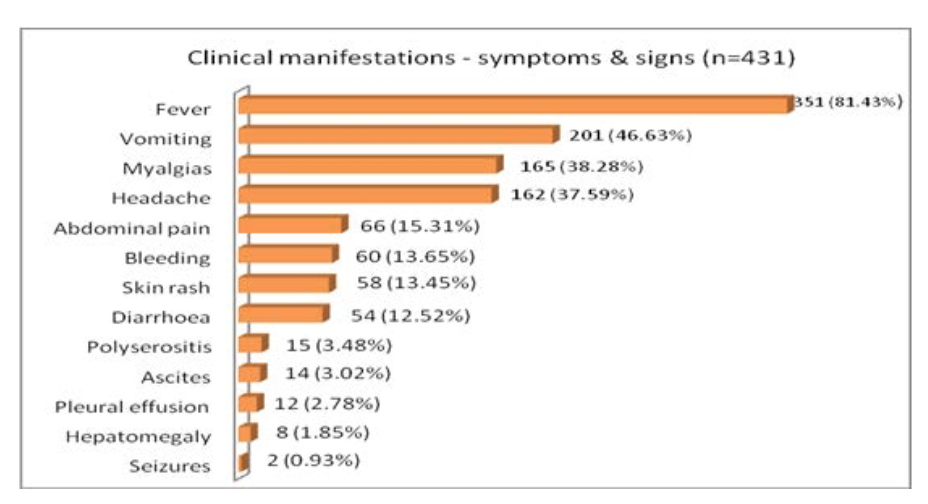 Clinical manifestations - symptoms & signs (n=431)
Fever 351 (81.43%)
Vomiting 201 (46.63%)
Myalgias 165 (38.28%)
Headache 162 (37.59%)
Abdominal pain 66 (15.31%)
Bleeding 60 (13.65%)
Skin rash 58 (13.45%)
Diarrhoea 54 (12.52%)
Polyserositis 15 (3.48%)
Ascites 14 (3.02%)
Pleural effusion 12 (2.78%)
Hepatomegaly 8 (1.85%)
Seizures 2 (0.93%)